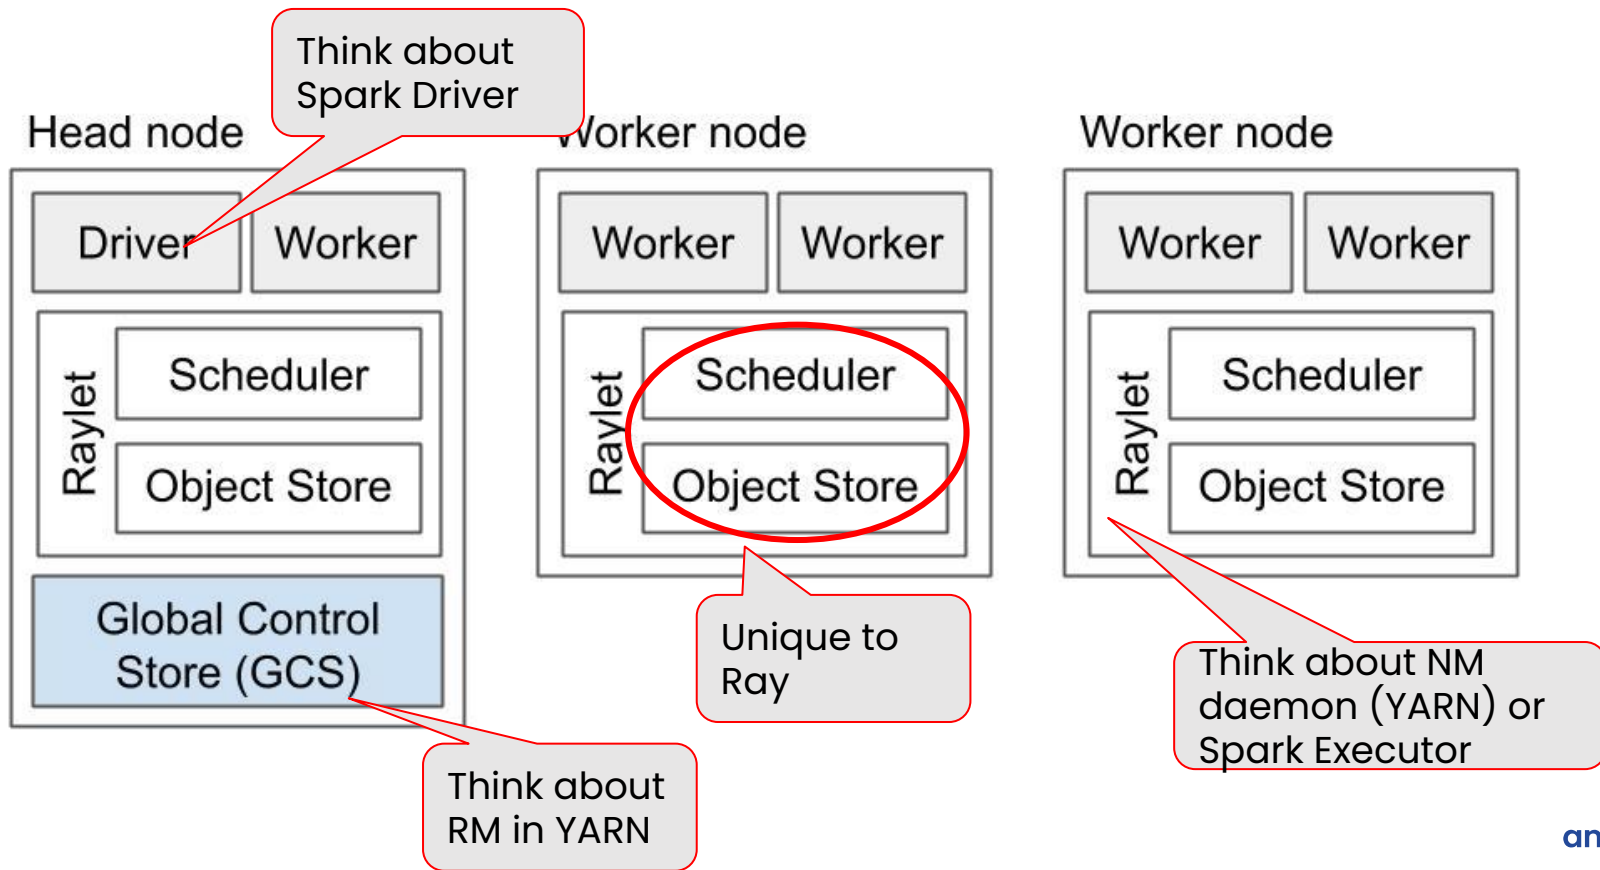 Think about
Spark Driver
Head node
Driver
Worker
Raylet
Scheduler
Object Store
Global Control
Store (GCS)
Think about
RM in YARN
Worker node
Worker
Worker
Raylet
Scheduler
Object Store
Unique to
Ray
Worker node
Worker
Worker
Raylet
Scheduler
Object Store
Think about NM
daemon (YARN) or
Spark Executor
an